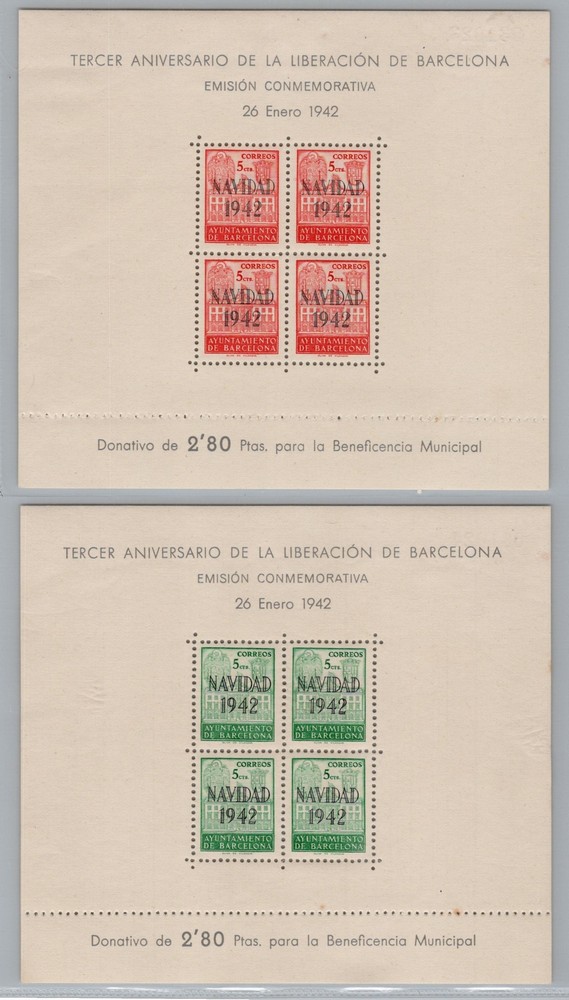 TERCER ANIVERSARIO DE LA LIBERACIÓN DE BARCELONA
EMISIÓN CONMEMORATIVA
26 Enero 1942
CORREOS CORREOS
5 CTS. 5 CTS.
NAVIDAD NAVIDAD
1942 1942
AYUNTAMIENTO AYUNTAMIENTO
DE BARCELONA DE BARCELONA
CORREOS CORREOS
5 CTS. 5 CTS.
NAVIDAD NAVIDAD
1942 1942
AYUNTAMIENTO AYUNTAMIENTO
DE BARCELONA DE BARCELONA
Donativo de 2'80 Ptas. para la Beneficencia Municipal
TERCER ANIVERSARIO DE LA LIBERACIÓN DE BARCELONA
EMISIÓN CONMEMORATIVA
26 Enero 1942
CORREOS CORREOS
5 CTS. 5 CTS.
NAVIDAD NAVIDAD
1942 1942
AYUNTAMIENTO AYUNTAMIENTO
DE BARCELONA DE BARCELONA
CORREOS CORREOS
5 CTS. 5 CTS.
NAVIDAD NAVIDAD
1942 1942
AYUNTAMIENTO AYUNTAMIENTO
DE BARCELONA DE BARCELONA
Donativo de 2'80 Ptas. para la Beneficencia Municipal